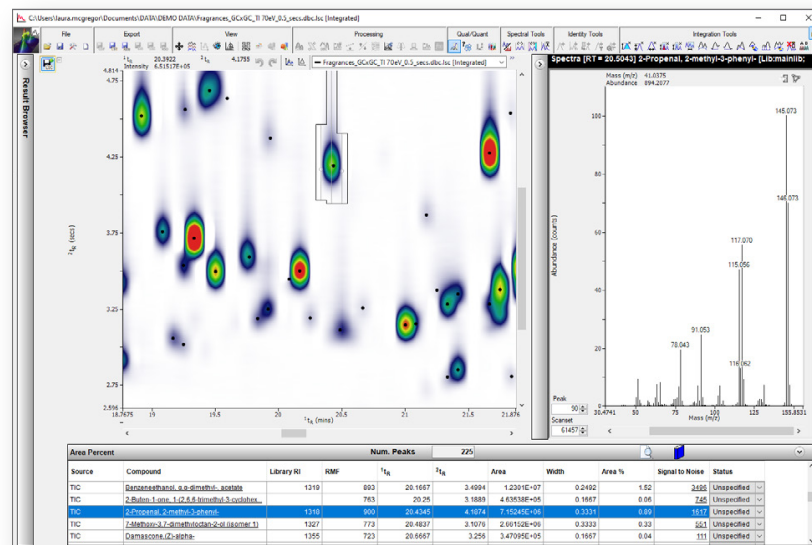 C:\Users\laura.mcgregor\Documents\DATA\DEMO DATA\Fragrances_GCxGC_TI 70eV_0.5_secs.dbc.lsc [Integrated]
File Export View Processing Qual/Quant Spectral Tools Identity Tools Integration Tools
¹tR 20.3922 ²tR 4.1755
Intensity 6.51517E+05
Fragrances_GCxGC_TI 70eV_0.5_secs.dbc.lsc [Integrated]
Spectra [RT = 20.5043] 2-Propenal, 2-methyl-3-phenyl- [Lib:mainlib:
Mass (m/z) 41.0375
Abundance 894.2077
Result Browser
4.814
4.75
4.25
3.75
3.25
2.75
2.596
²tR (secs)
18.7675 19 19.5 20 20.5 21 21.5 21.876
¹tR (mins)
Abundance (counts)
100
80
60
40
20
0
145.073
146.073
117.070
115.056
91.053
78.043
116.062
20.4741 50 75 100 125 155.8531
Mass (m/z)
Peak
90
Scanset
61457
Area Percent Num. Peaks 225
Source Compound Library RI RMF ¹tR ²tR Area Width Area % Signal to Noise Status
TIC Benzeneethanol, α,α-dimethyl-, acetate 1319 893 20.1667 3.4984 1.2301E+07 0.2492 1.52 3496 Unspecified
TIC 2-Buten-1-one, 1-(2,6,6-trimethyl-3-cyclohex... 763 20.25 3.1889 4.63538E+05 0.1667 0.06 745 Unspecified
TIC 2-Propenal, 2-methyl-3-phenyl- 1318 900 20.4345 4.1874 7.15245E+06 0.3331 0.89 1517 Unspecified
TIC 7-Methoxy-3,7-dimethyloctan-2-ol (isomer 1) 1327 773 20.4837 3.1076 2.66152E+06 0.3333 0.33 551 Unspecified
TIC Damascone,(Z)-alpha- 1355 723 20.6667 3.256 3.47095E+05 0.1667 0.04 111 Unspecified